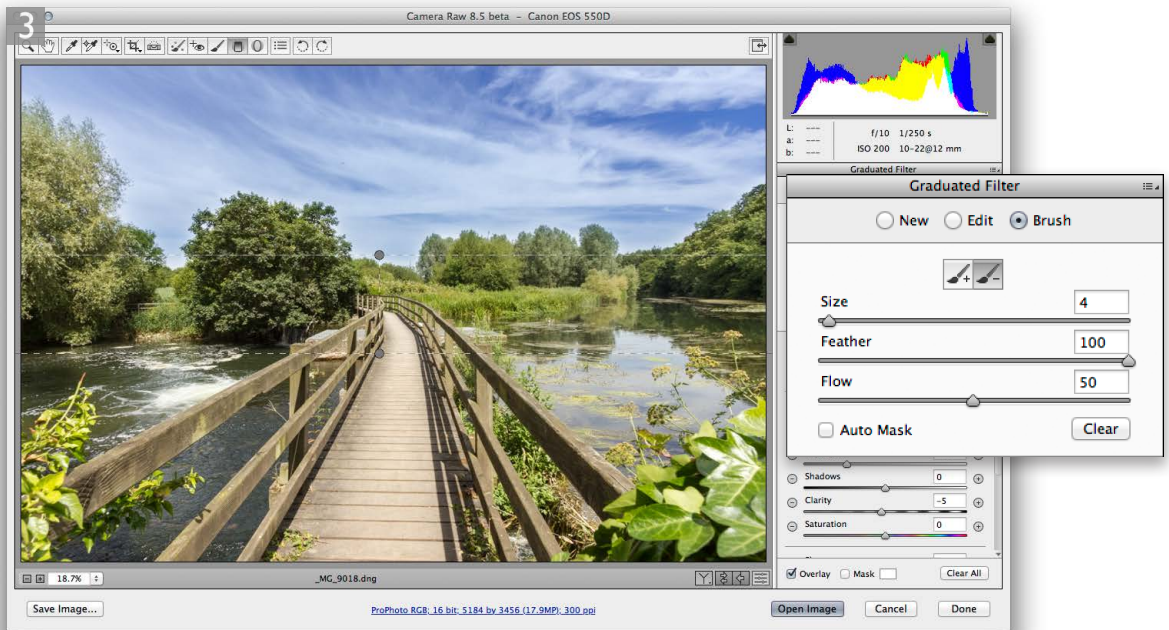 3
Camera Raw 8.5 beta – Canon EOS 550D
L: ---
a: ---
b: ---
f/10 1/250 s
ISO 200 10-22@12 mm
Graduated Filter
Graduated Filter
New Edit Brush
Size 4
Feather 100
Flow 50
Auto Mask Clear
Shadows 0
Clarity -5
Saturation 0
Overlay Mask Clear All
18.7% _MG_9018.dng
Y
Save Image... ProPhoto RGB; 16 bit; 5184 by 3456 (17.9MP); 300 ppi Open Image Cancel Done